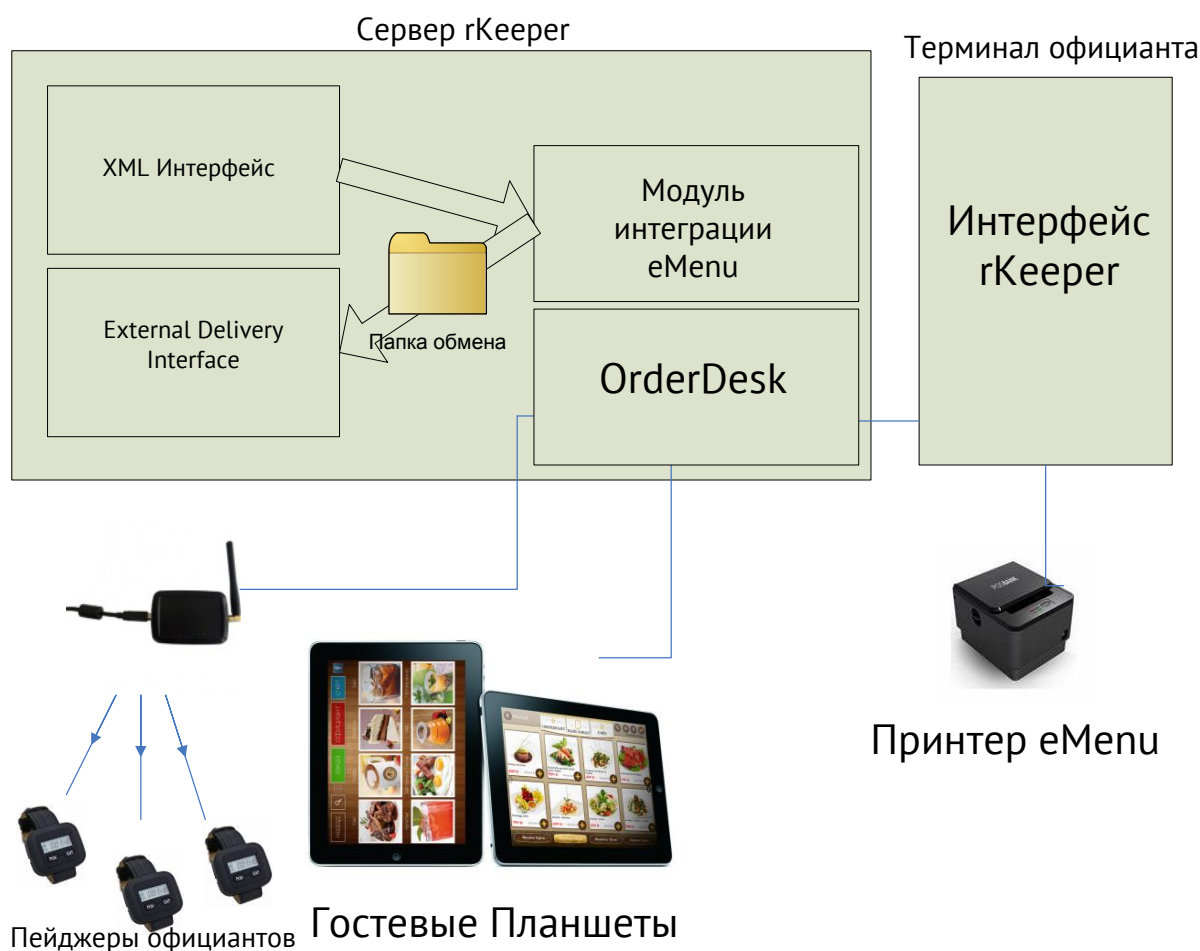 Сервер rKeeper
Терминал официанта
XML Интерфейс
Модуль
интеграции
eMenu
Интерфейс
rKeeper
External Delivery
Interface
Папка обмена
OrderDesk
POSBANK
Принтер eMenu
Гостевые Планшеты
Пейджеры официантов